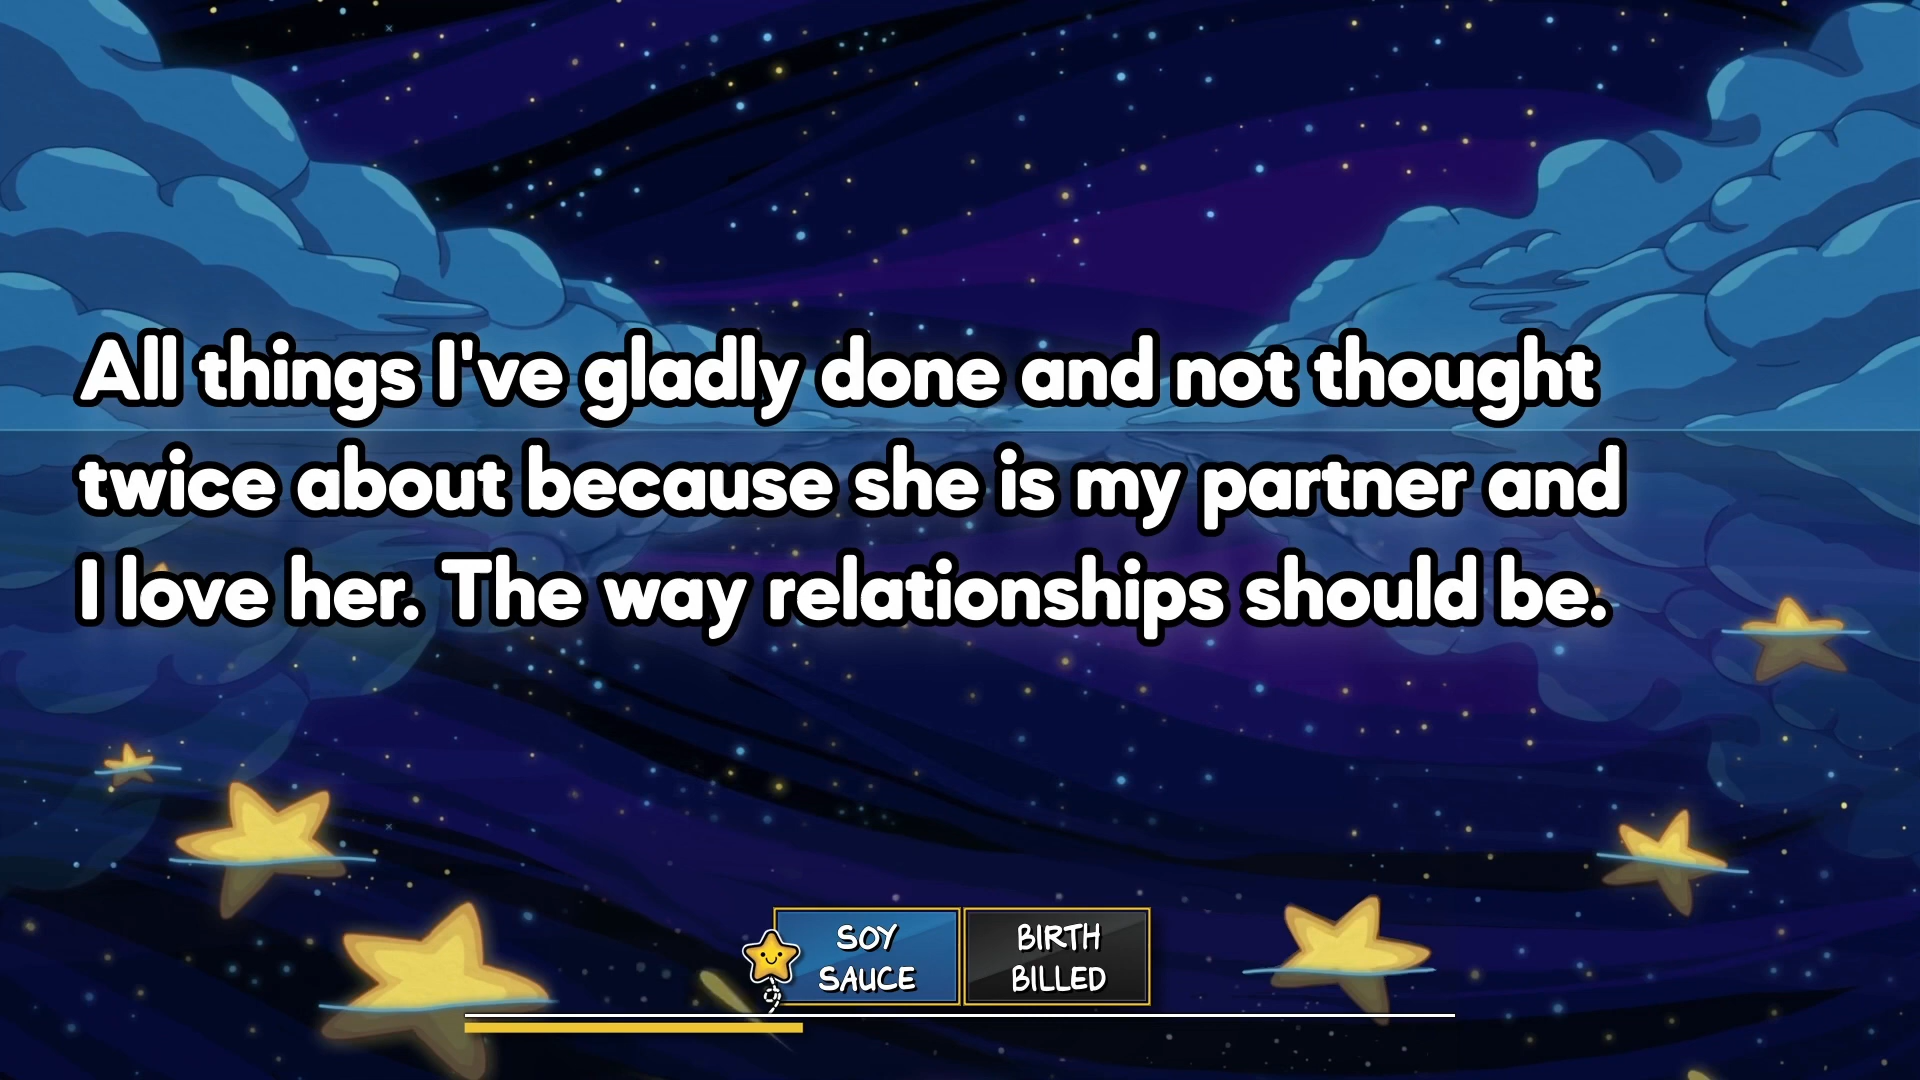 All things I've gladly done and not thought
twice about because she is my partner and
I love her. The way relationships should be.
SOY
SAUCE
BIRTH
BILLED